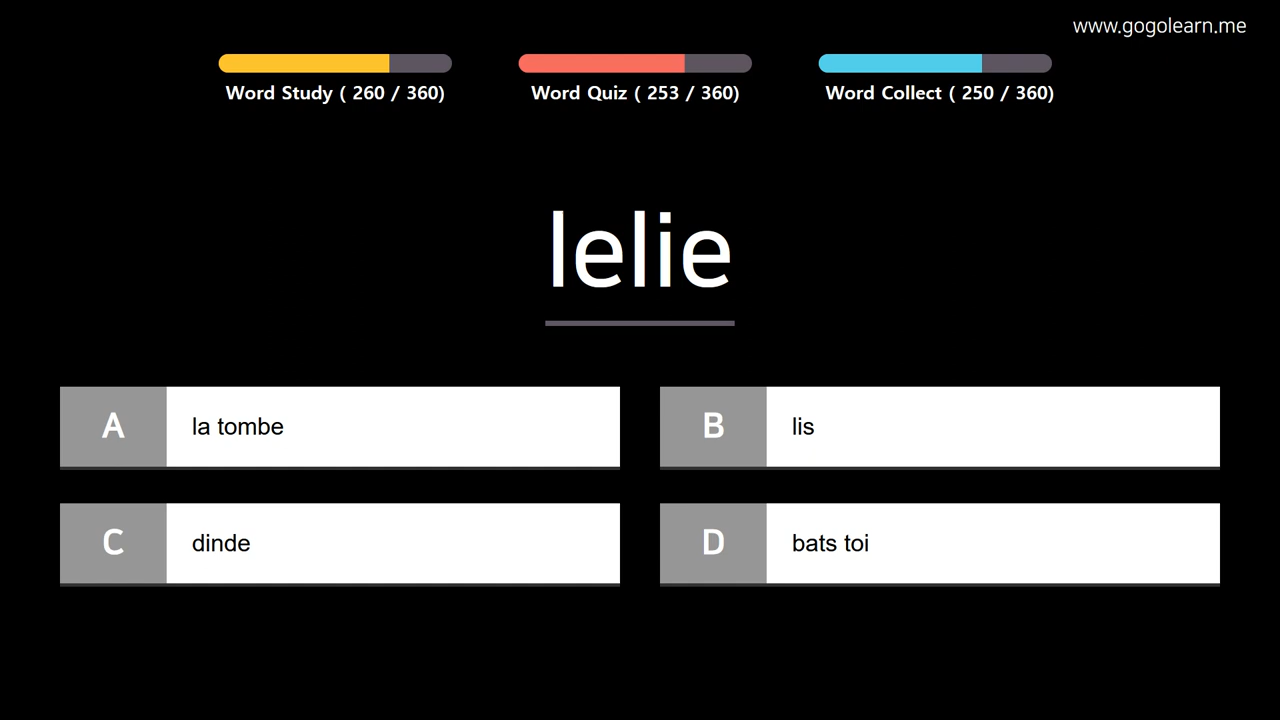 www.gogolearn.me
Word Study ( 260 / 360)
Word Quiz ( 253 / 360)
Word Collect ( 250 / 360)
lelie
A la tombe
B lis
C dinde
D bats toi